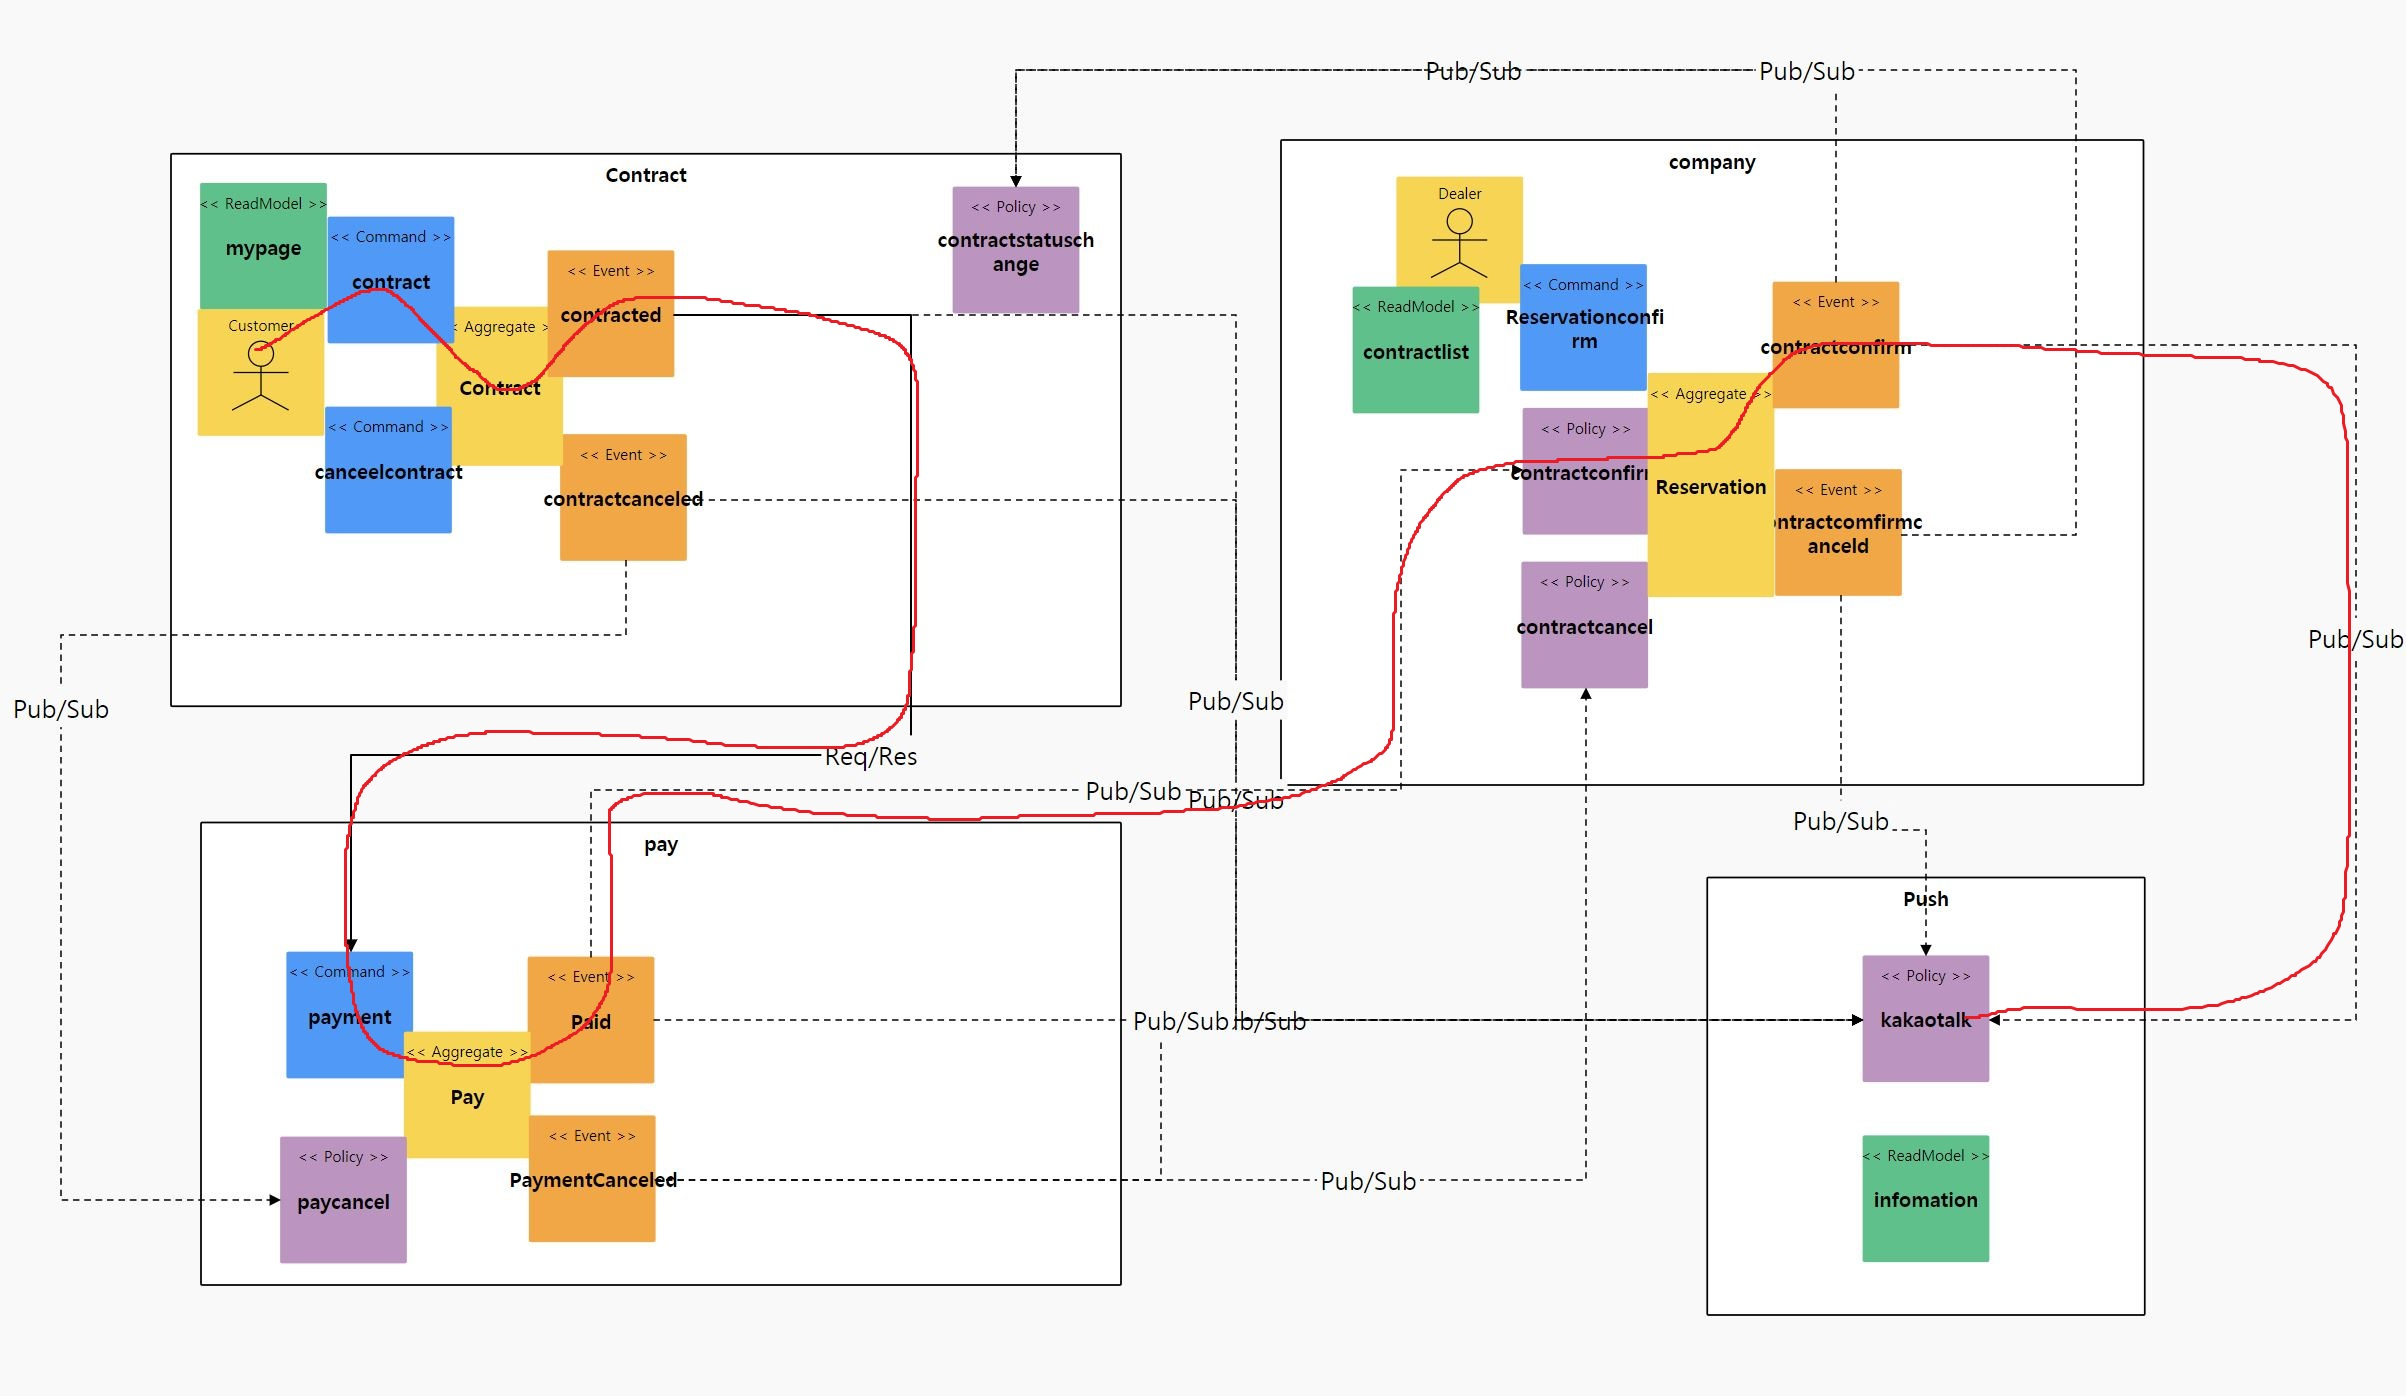 Pub/Sub
Pub/Sub
Contract
<< ReadModel >>
mypage
<< Command >>
contract
Customer
< Aggregate >
Contract
<< Event >>
contracted
<< Command >>
canceelcontract
<< Event >>
contractcanceled
<< Policy >>
contractstatusch
ange
company
Dealer
<< ReadModel >>
contractlist
<< Command >>
Reservationconfi
rm
<< Policy >>
contractconfir
<< Aggregate >>
Reservation
<< Event >>
contractconfirm
<< Event >>
ntractcomfirmc
anceld
<< Policy >>
contractcancel
Pub/Sub
Pub/Sub
Pub/Sub
Req/Res
Pub/Sub
Pub/Sub
Pub/Sub
pay
<< Command >>
payment
<< Aggregate >>
Pay
<< Event >>
Paid
<< Policy >>
paycancel
<< Event >>
PaymentCanceled
Pub/Sub
b/Sub
Pub/Sub
Push
<< Policy >>
kakaotalk
<< ReadModel >>
infomation